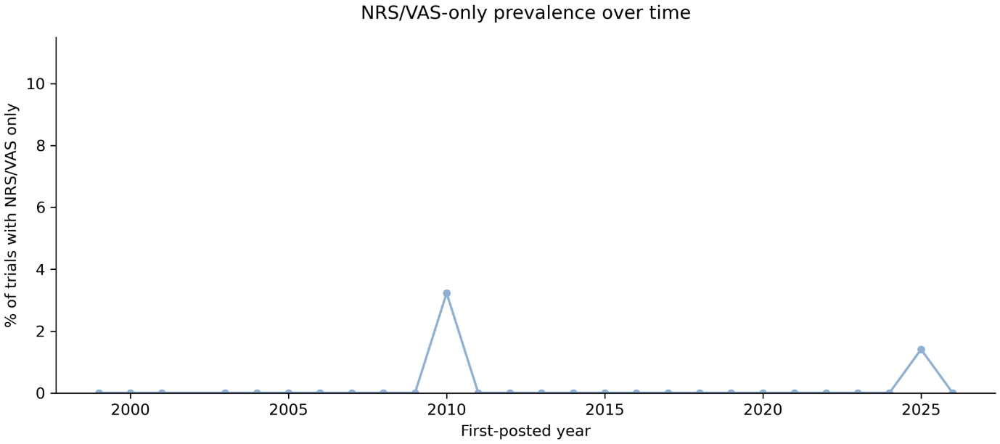 NRS/VAS-only prevalence over time
% of trials with NRS/VAS only
10
8
6
4
2
0
2000 2005 2010 2015 2020 2025
First-posted year